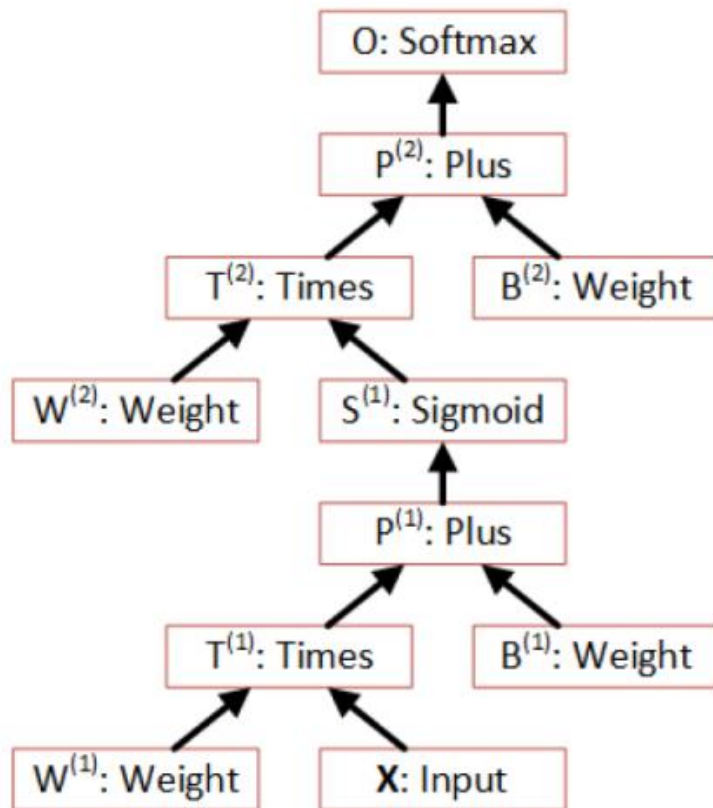 O: Softmax
P(2): Plus
T(2): Times
B(2): Weight
W(2): Weight
S(1): Sigmoid
P(1): Plus
T(1): Times
B(1): Weight
W(1): Weight
X: Input